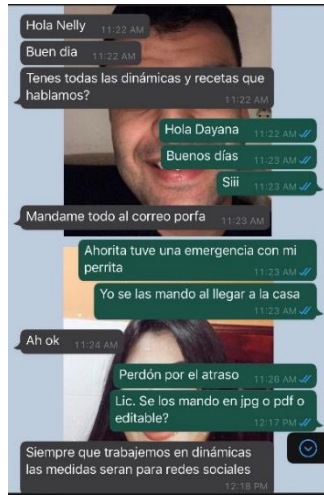 Hola Nelly 11:22 AM
Buen dia 11:22 AM
Tenes todas las dinámicas y recetas que
hablamos? 11:22 AM
Hola Dayana 11:22 AM
Buenos días 11:23 AM
Siii 11:23 AM
Mandame todo al correo porfa 11:23 AM
Ahorita tuve una emergencia con mi
perrita 11:23 AM
Yo se las mando al llegar a la casa
11:23 AM
Ah ok 11:24 AM
Perdón por el atraso 11:26 AM
Lic. Se los mando en jpg o pdf o
editable? 12:17 PM
Siempre que trabajemos en dinámicas
las medidas seran para redes sociales
12:18 PM